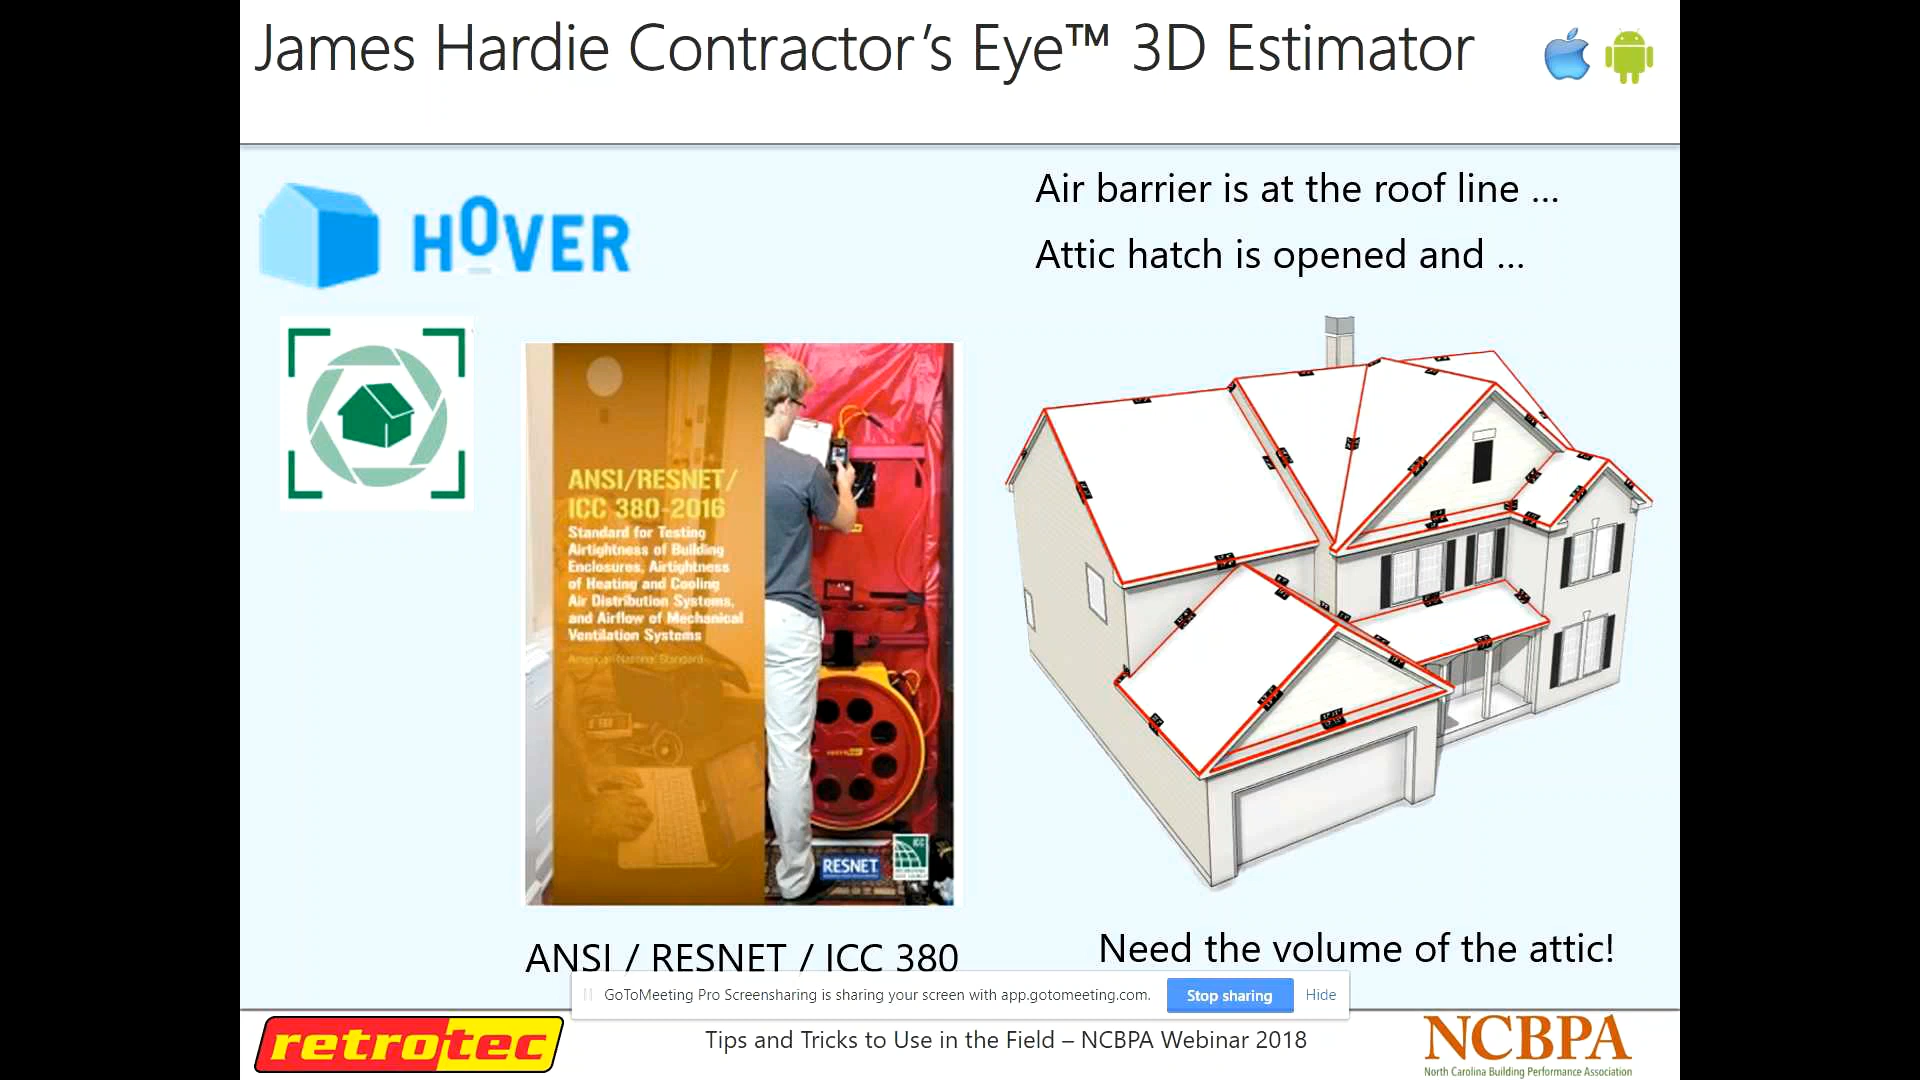 James Hardie Contractor's Eye™ 3D Estimator
HOVER
Air barrier is at the roof line ...
Attic hatch is opened and ...
ANSI/RESNET/
ICC 380-2016
Standard for Testing
Airtightness of Building
Enclosures, Airtightness
of Heating and Cooling
Air Distribution Systems,
and Airflow of Mechanical
Ventilation Systems
American National Standard
RESNET
ICC
ANSI / RESNET / ICC 380
Need the volume of the attic!
GoToMeeting Pro Screensharing is sharing your screen with app.gotomeeting.com.
Stop sharing
Hide
retrotec
Tips and Tricks to Use in the Field – NCBPA Webinar 2018
NCBPA
North Carolina Building Performance Association